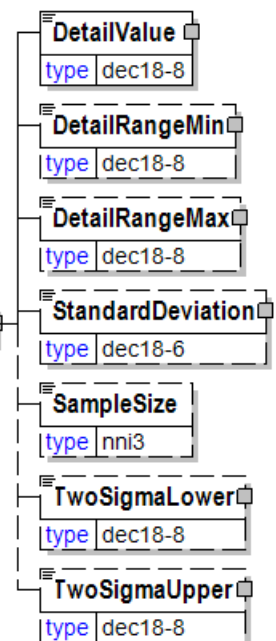 DetailValue
type dec18-8
DetailRangeMin
type dec18-8
DetailRangeMax
type dec18-8
StandardDeviation
type dec18-6
SampleSize
type nni3
TwoSigmaLower
type dec18-8
TwoSigmaUpper
type dec18-8